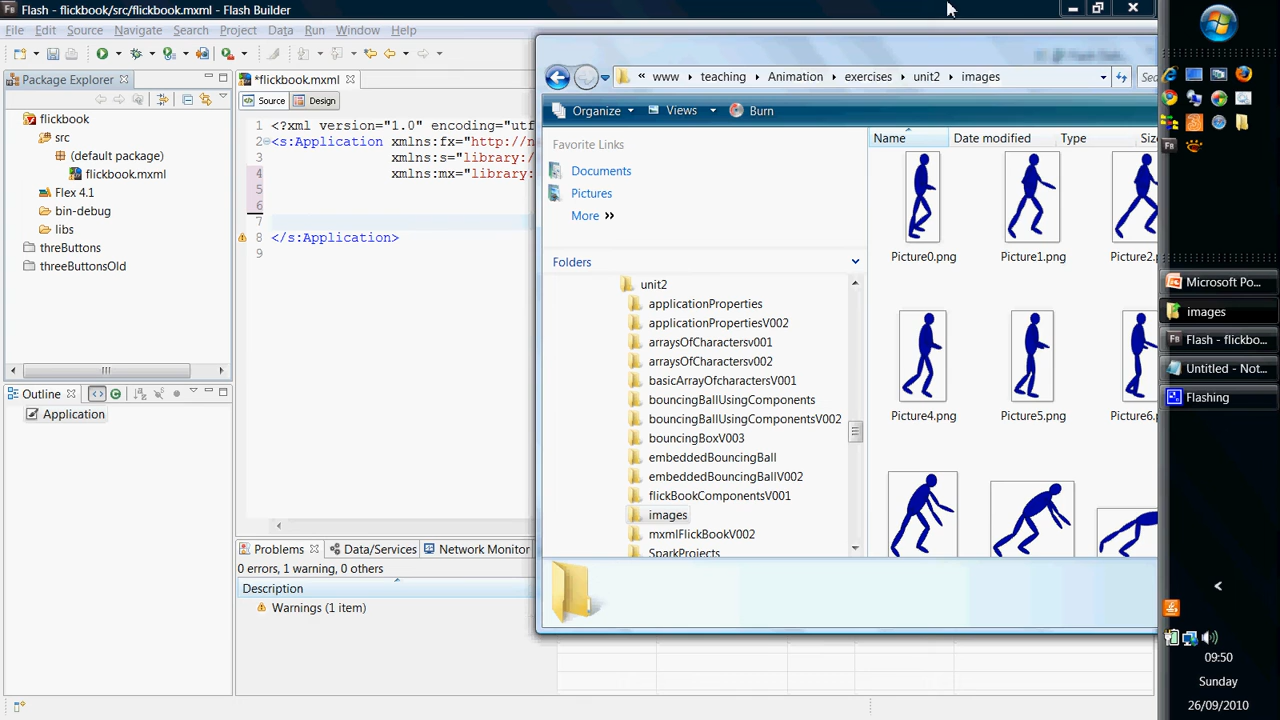 Flash - flickbook/src/flickbook.mxml - Flash Builder
File Edit Source Navigate Search Project Data Run Window Help
Package Explorer
flickbook
src
(default package)
flickbook.mxml
Flex 4.1
bin-debug
libs
threButtons
threeButtonsOld
Outline
Application
*flickbook.mxml
Source Design
1 <?xml version="1.0" encoding="utf
2 <s:Application xmlns:fx="http://n
3 xmlns:s="library:/
4 xmlns:mx="library:
5
6
7
8 </s:Application>
9
Problems Data/Services Network Monitor
0 errors, 1 warning, 0 others
Description
Warnings (1 item)
« www teaching Animation exercises unit2 images
Organize Views Burn
Favorite Links
Documents
Pictures
More »
Folders
unit2
applicationProperties
applicationPropertiesV002
arraysOfCharactersv001
arraysOfCharactersv002
basicArrayOfcharactersV001
bouncingBallUsingComponents
bouncingBallUsingComponentsV002
bouncingBoxV003
embeddedBouncingBall
embeddedBouncingBallV002
flickBookComponentsV001
images
mxmlFlickBookV002
SparkProjects
Name Date modified Type
Picture0.png Picture1.png Picture2.
Picture4.png Picture5.png Picture6.
Microsoft Po...
images
Flash - flickbo...
Untitled - Not...
Flashing
09:50
Sunday
26/09/2010